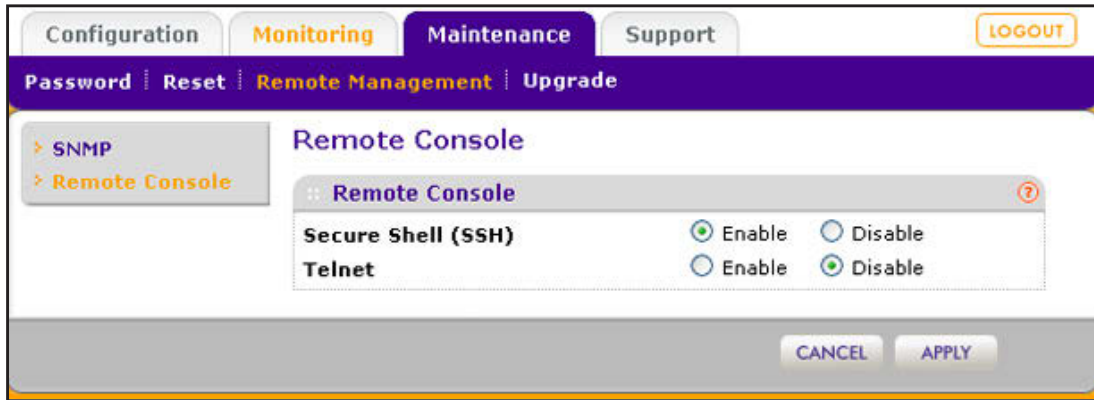 Configuration Monitoring Maintenance Support LOGOUT
Password Reset Remote Management Upgrade
SNMP
Remote Console
Remote Console
Remote Console ?
Secure Shell (SSH) Enable Disable
Telnet Enable Disable
CANCEL APPLY